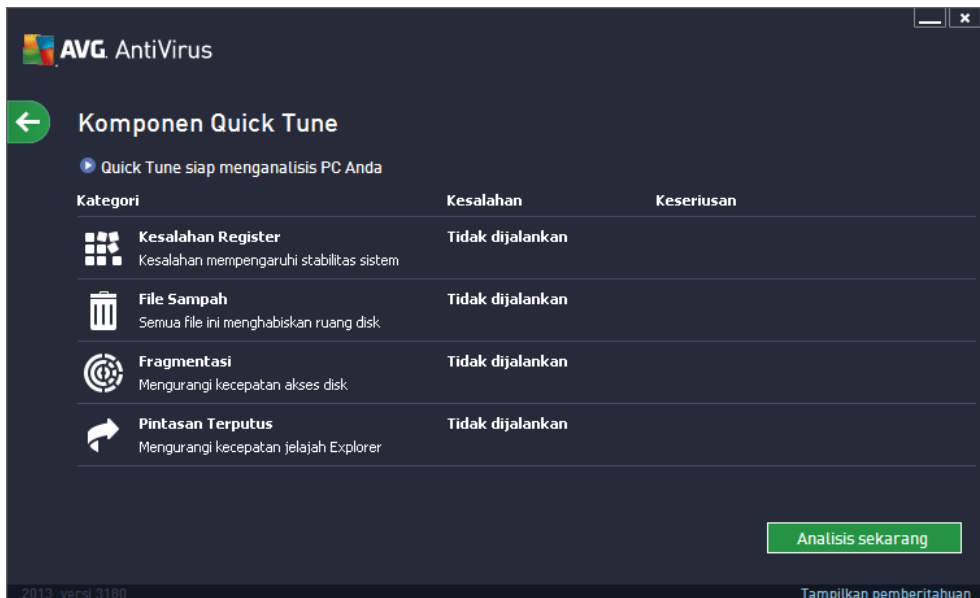 AVG. AntiVirus
Komponen Quick Tune
Quick Tune siap menganalisis PC Anda
Kategori Kesalahan Keseriusan
Kesalahan Register Tidak dijalankan
Kesalahan mempengaruhi stabilitas sistem
File Sampah Tidak dijalankan
Semua file ini menghabiskan ruang disk
Fragmentasi Tidak dijalankan
Mengurangi kecepatan akses disk
Pintasan Terputus Tidak dijalankan
Mengurangi kecepatan jelajah Explorer
Analisis sekarang
2013 versi 3180 Tampilkan pemberitahuan